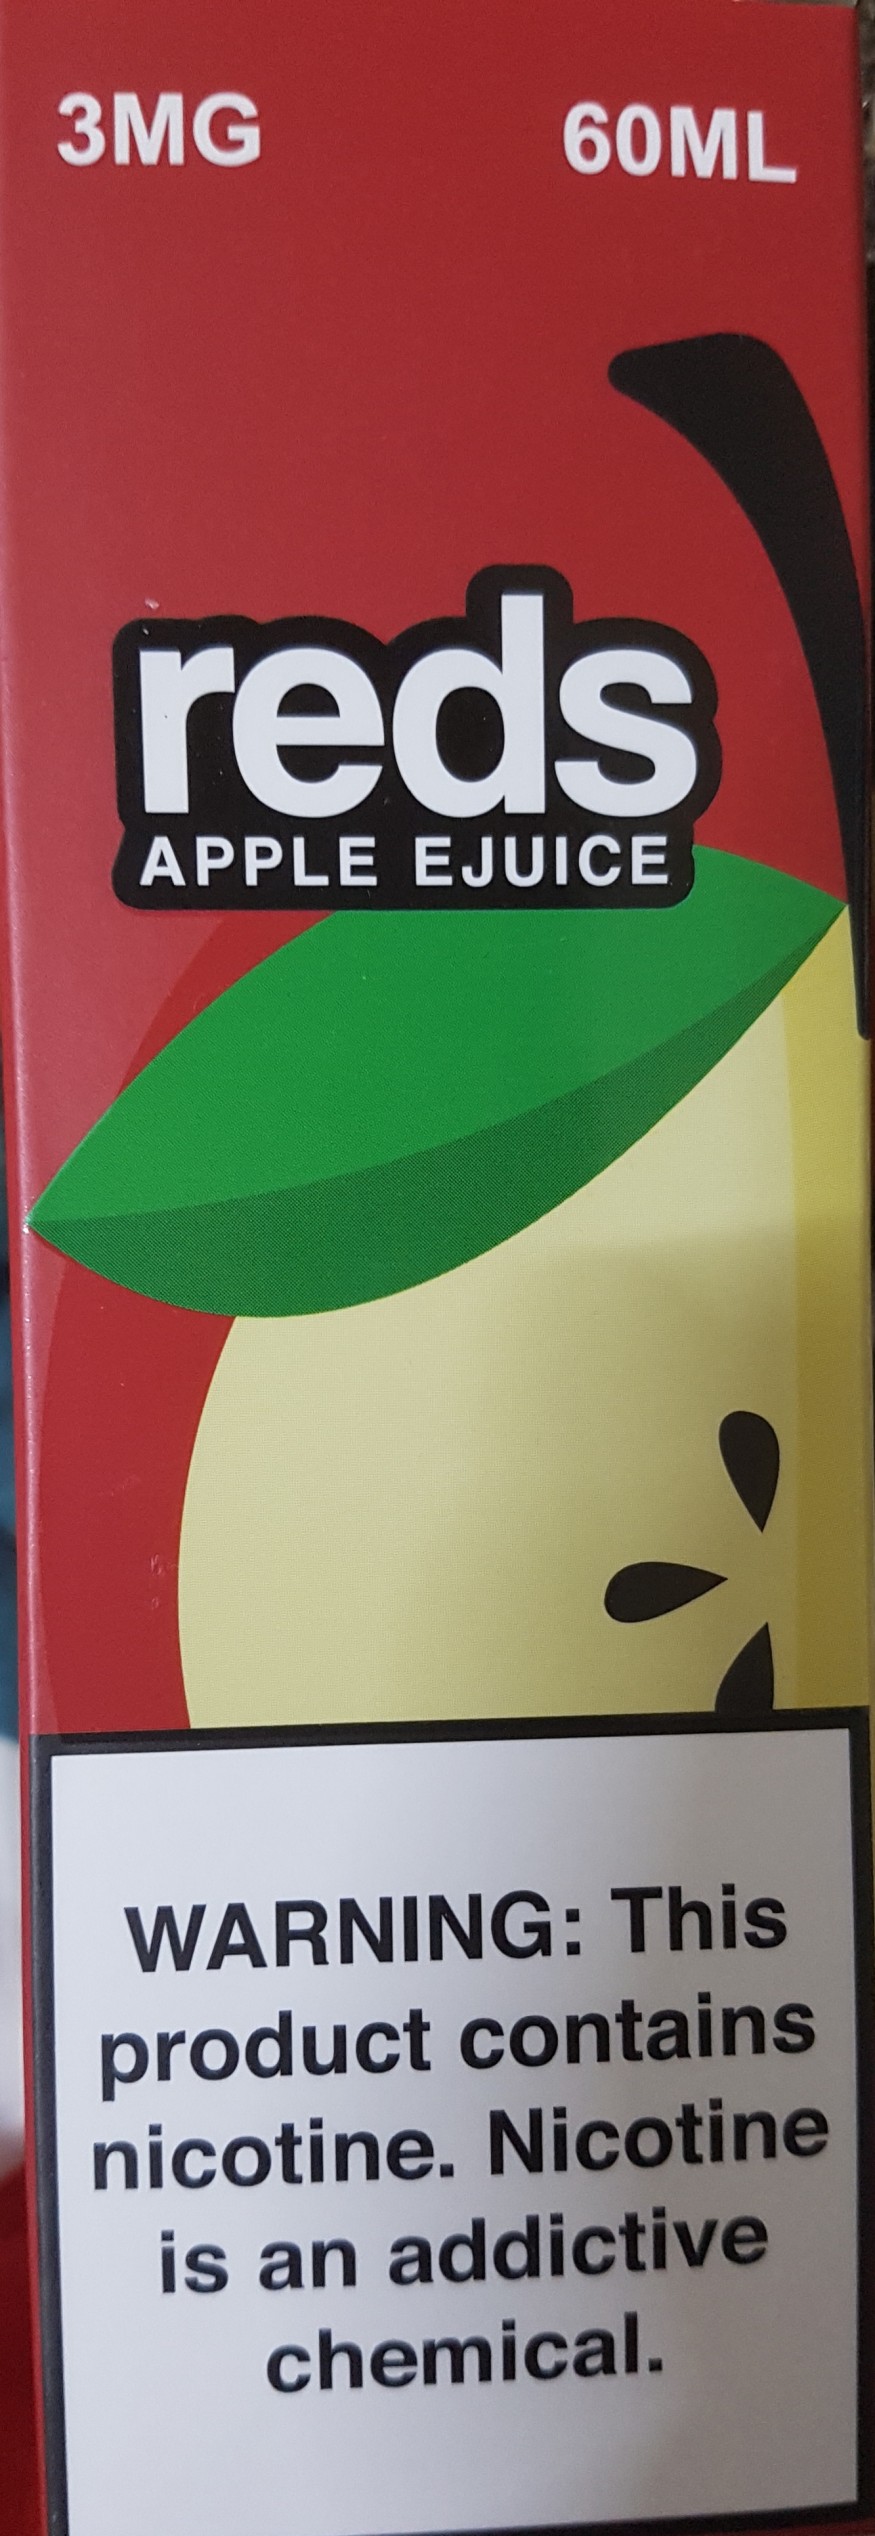 3MG 60ML
reds
APPLE EJUICE
WARNING: This
product contains
nicotine. Nicotine
is an addictive
chemical.